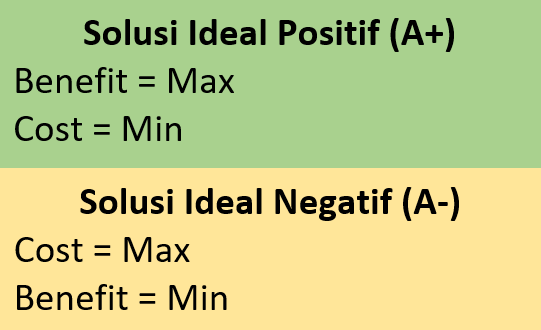 Solusi Ideal Positif (A+)
Benefit = Max
Cost = Min
Solusi Ideal Negatif (A-)
Cost = Max
Benefit = Min